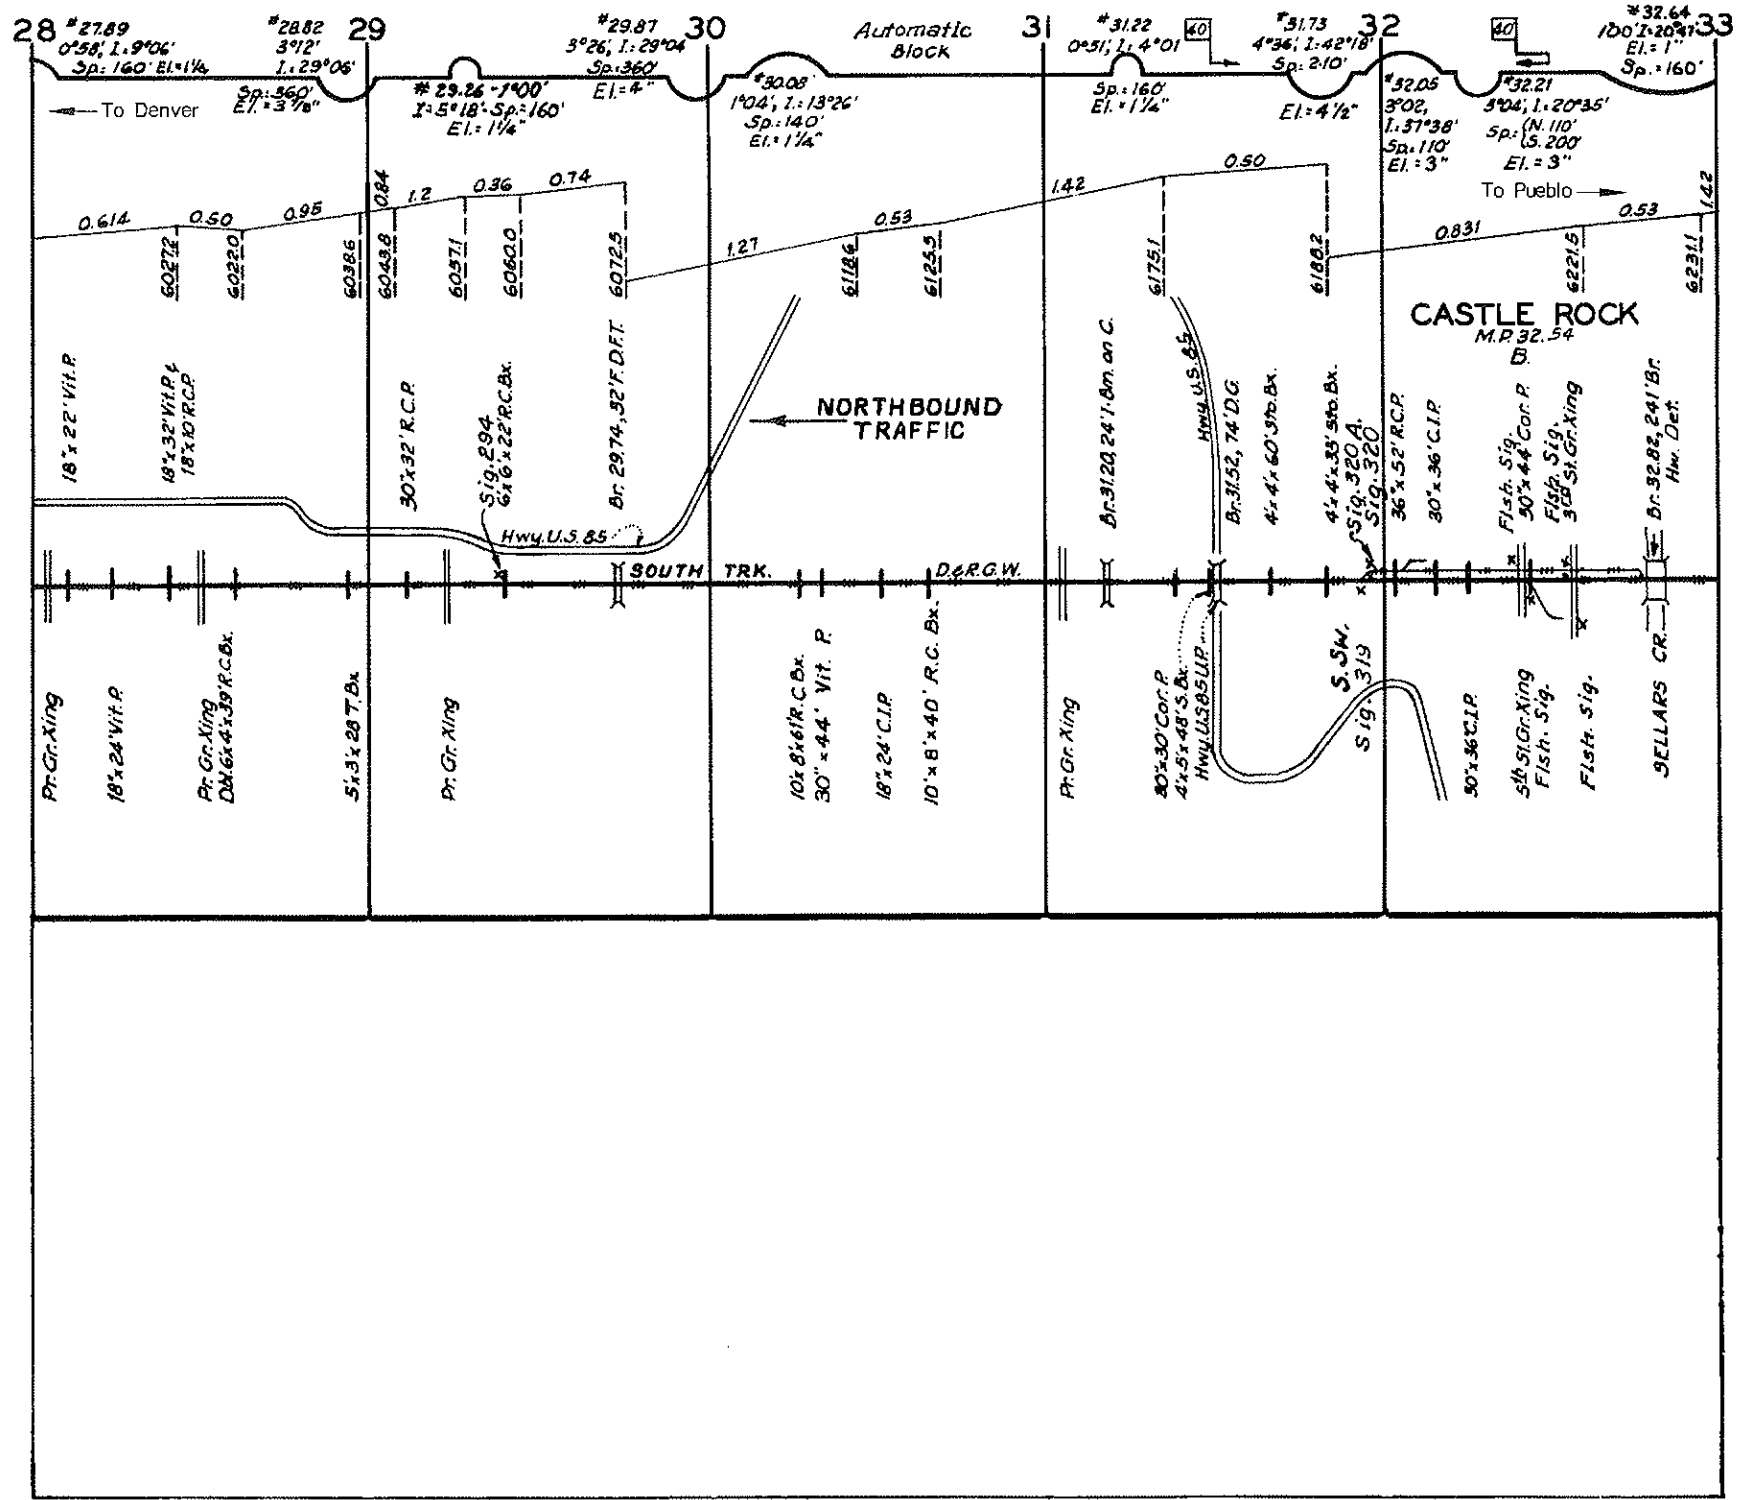 28 29 30 31 32 33
#27.89
0°58', I.: 9°06'
Sp.: 160' El.= 1¼
#28.82
3°12'
I.: 29°06'
Sp.: 360'
El. = 3⅞"
#29.26 - 1°00'
I= 5°18'- Sp.: 160'
El.= 1¼"
#29.87
3°26', I.: 29°04
Sp.: 360'
El.= 4"
#30.08
1°04', I.: 13°26'
Sp.: 140'
El.: 1¼"
Automatic
Block
#31.22
0°51', I: 4°01
Sp.: 160'
El.= 1¼"
40
#31.73
4°36', I: 42°18'
Sp.: 210'
El.= 4½"
#32.05
3°02,
I.: 37°38'
Sp.: 110'
El.= 3"
40
#32.21
3°04', I.: 20°35'
Sp.: {N. 110'
{S. 200'
El. = 3"
#32.64
El.= 1"
Sp.= 160'
To Denver
To Pueblo
0.614 0.50 0.95 0.84 1.2 0.36 0.74 1.27 0.53 1.42 0.50 0.831 0.53 1.42
6027.2 6022.0 6038.6 6043.8 6057.1 6060.0 6072.5 6118.6 6125.5 6175.1 6188.2 6221.5 6231.1
CASTLE ROCK
M.P. 32.54
B.
18"x 22' Vit. P.
18"x 32' Vit. P. &
18"x 10' R.C.P.
30"x 32' R.C.P.
Sig. 294
6'x 6'x 22' R.C. Bx.
Br. 29.74, 32' F.D.F.T.
NORTHBOUND
TRAFFIC
Br. 31.20, 24' I-Bm. on C.
Hwy. U.S. 85
Br. 31.52, 74' D.G.
4'x 4'x 60' Sto. Bx.
4'x 4'x 33' Sto. Bx.
Sig. 320 A.
Sig. 320
36"x 52' R.C.P.
30"x 36' C.I.P.
Flsh. Sig.
30"x 44' Cor. P.
Flsh. Sig.
3rd St. Gr. Xing
Br. 32.82, 241' Br.
Hw. Det.
Hwy. U.S. 85
SOUTH TRK.
D.&R.G.W.
Pr. Gr. Xing
18"x 24' Vit. P.
Pr. Gr. Xing
Dbl. 6'x 4'x 39' R.C. Bx.
5'x 3'x 28' T. Bx.
Pr. Gr. Xing
10'x 8'x 61' R.C. Bx.
30" x 44' Vit. P.
18"x 24' C.I.P.
10' x 8' x 40' R.C. Bx.
Pr. Gr. Xing
30"x 30' Cor. P.
4'x 5'x 48' S. Bx.
Hwy. U.S. 85 U.P.
S. SW.
Sig. 319
30"x 36' C.I.P.
5th St. Gr. Xing
Flsh. Sig.
Flsh. Sig.
SELLARS CR.